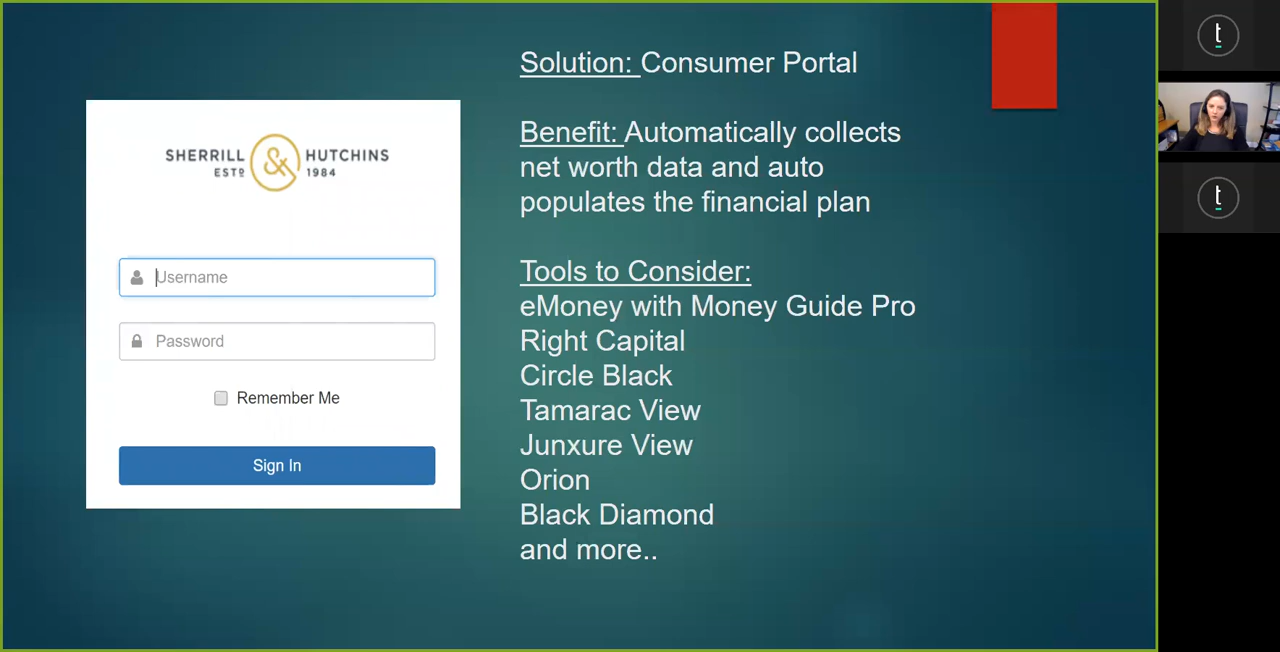 Solution: Consumer Portal
Benefit: Automatically collects
net worth data and auto
populates the financial plan
Tools to Consider:
eMoney with Money Guide Pro
Right Capital
Circle Black
Tamarac View
Junxure View
Orion
Black Diamond
and more..
SHERRILL & HUTCHINS
ESTD 1984
Username
Password
Remember Me
Sign In
t
t